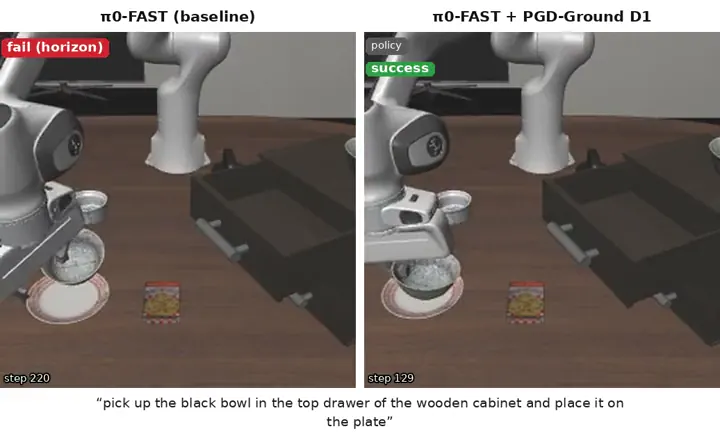 π0-FAST (baseline)
π0-FAST + PGD-Ground D1
fail (horizon)
policy
success
step 220
step 129
“pick up the black bowl in the top drawer of the wooden cabinet and place it on
the plate”